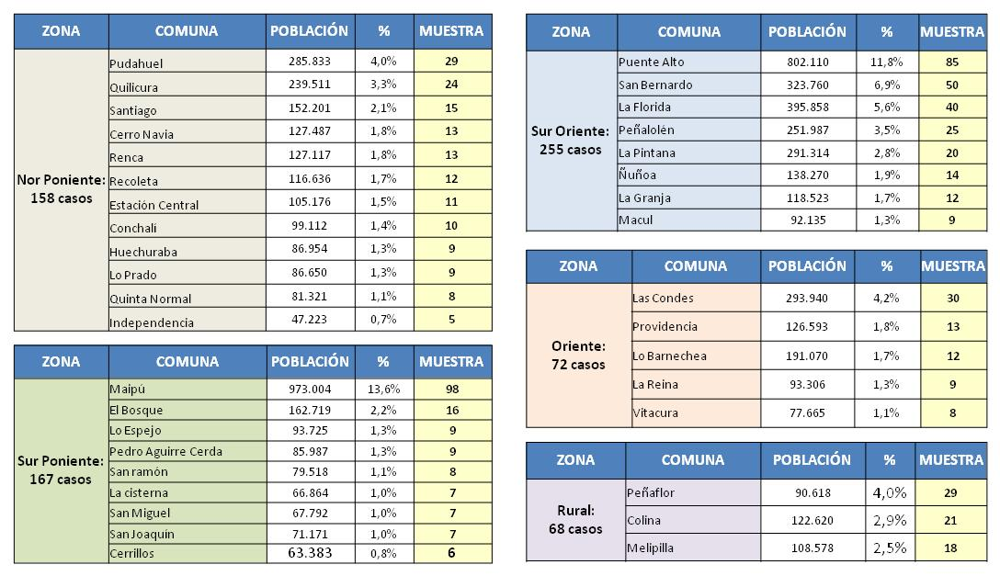 ZONA COMUNA POBLACIÓN % MUESTRA
Nor Poniente:
158 casos
Pudahuel 285.833 4,0% 29
Quilicura 239.511 3,3% 24
Santiago 152.201 2,1% 15
Cerro Navia 127.487 1,8% 13
Renca 127.117 1,8% 13
Recoleta 116.636 1,7% 12
Estación Central 105.176 1,5% 11
Conchalí 99.112 1,4% 10
Huechuraba 86.954 1,3% 9
Lo Prado 86.650 1,3% 9
Quinta Normal 81.321 1,1% 8
Independencia 47.223 0,7% 5
ZONA COMUNA POBLACIÓN % MUESTRA
Sur Poniente:
167 casos
Maipú 973.004 13,6% 98
El Bosque 162.719 2,2% 16
Lo Espejo 93.725 1,3% 9
Pedro Aguirre Cerda 85.987 1,3% 9
San ramón 79.518 1,1% 8
La cisterna 66.864 1,0% 7
San Miguel 67.792 1,0% 7
San Joaquín 71.171 1,0% 7
Cerrillos 63.383 0,8% 6
ZONA COMUNA POBLACIÓN % MUESTRA
Sur Oriente:
255 casos
Puente Alto 802.110 11,8% 85
San Bernardo 323.760 6,9% 50
La Florida 395.858 5,6% 40
Peñalolén 251.987 3,5% 25
La Pintana 291.314 2,8% 20
Ñuñoa 138.270 1,9% 14
La Granja 118.523 1,7% 12
Macul 92.135 1,3% 9
ZONA COMUNA POBLACIÓN % MUESTRA
Oriente:
72 casos
Las Condes 293.940 4,2% 30
Providencia 126.593 1,8% 13
Lo Barnechea 191.070 1,7% 12
La Reina 93.306 1,3% 9
Vitacura 77.665 1,1% 8
ZONA COMUNA POBLACIÓN % MUESTRA
Rural:
68 casos
Peñaflor 90.618 4,0% 29
Colina 122.620 2,9% 21
Melipilla 108.578 2,5% 18